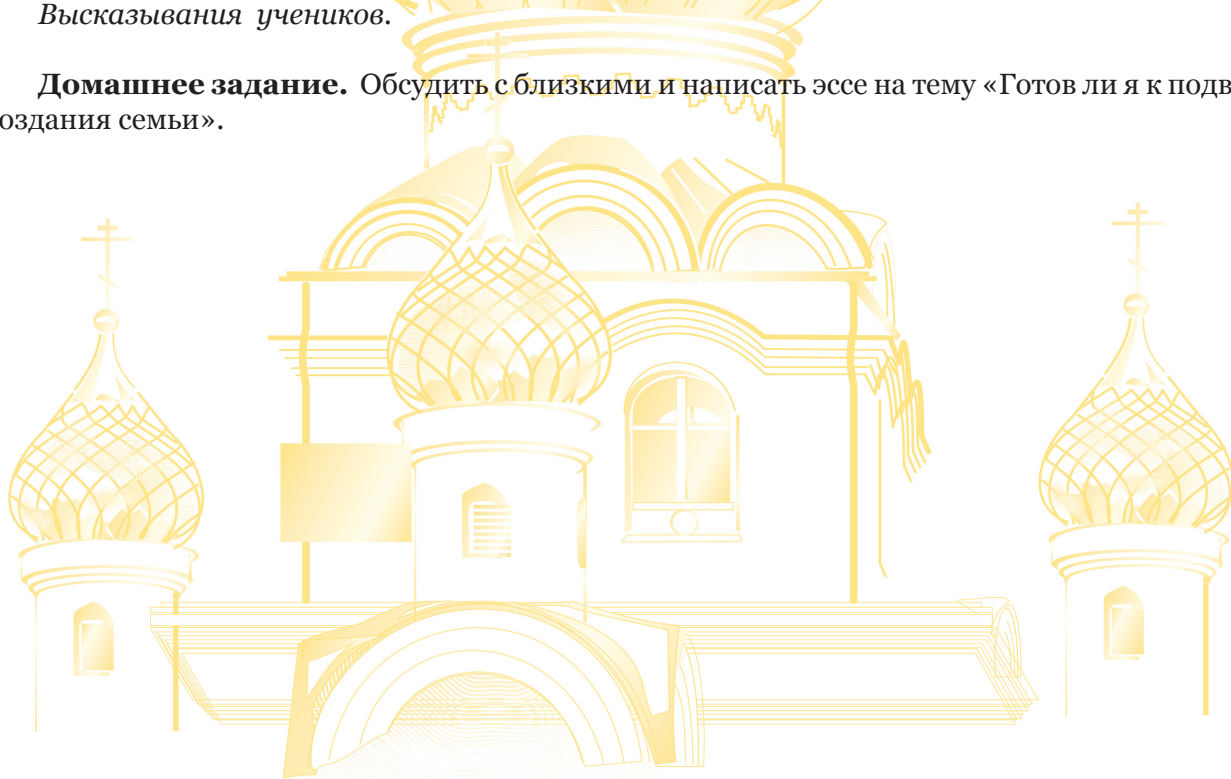 Высказывания учеников.
Домашнее задание. Обсудить с близкими и написать эссе на тему «Готов ли я к подв
оздания семьи».